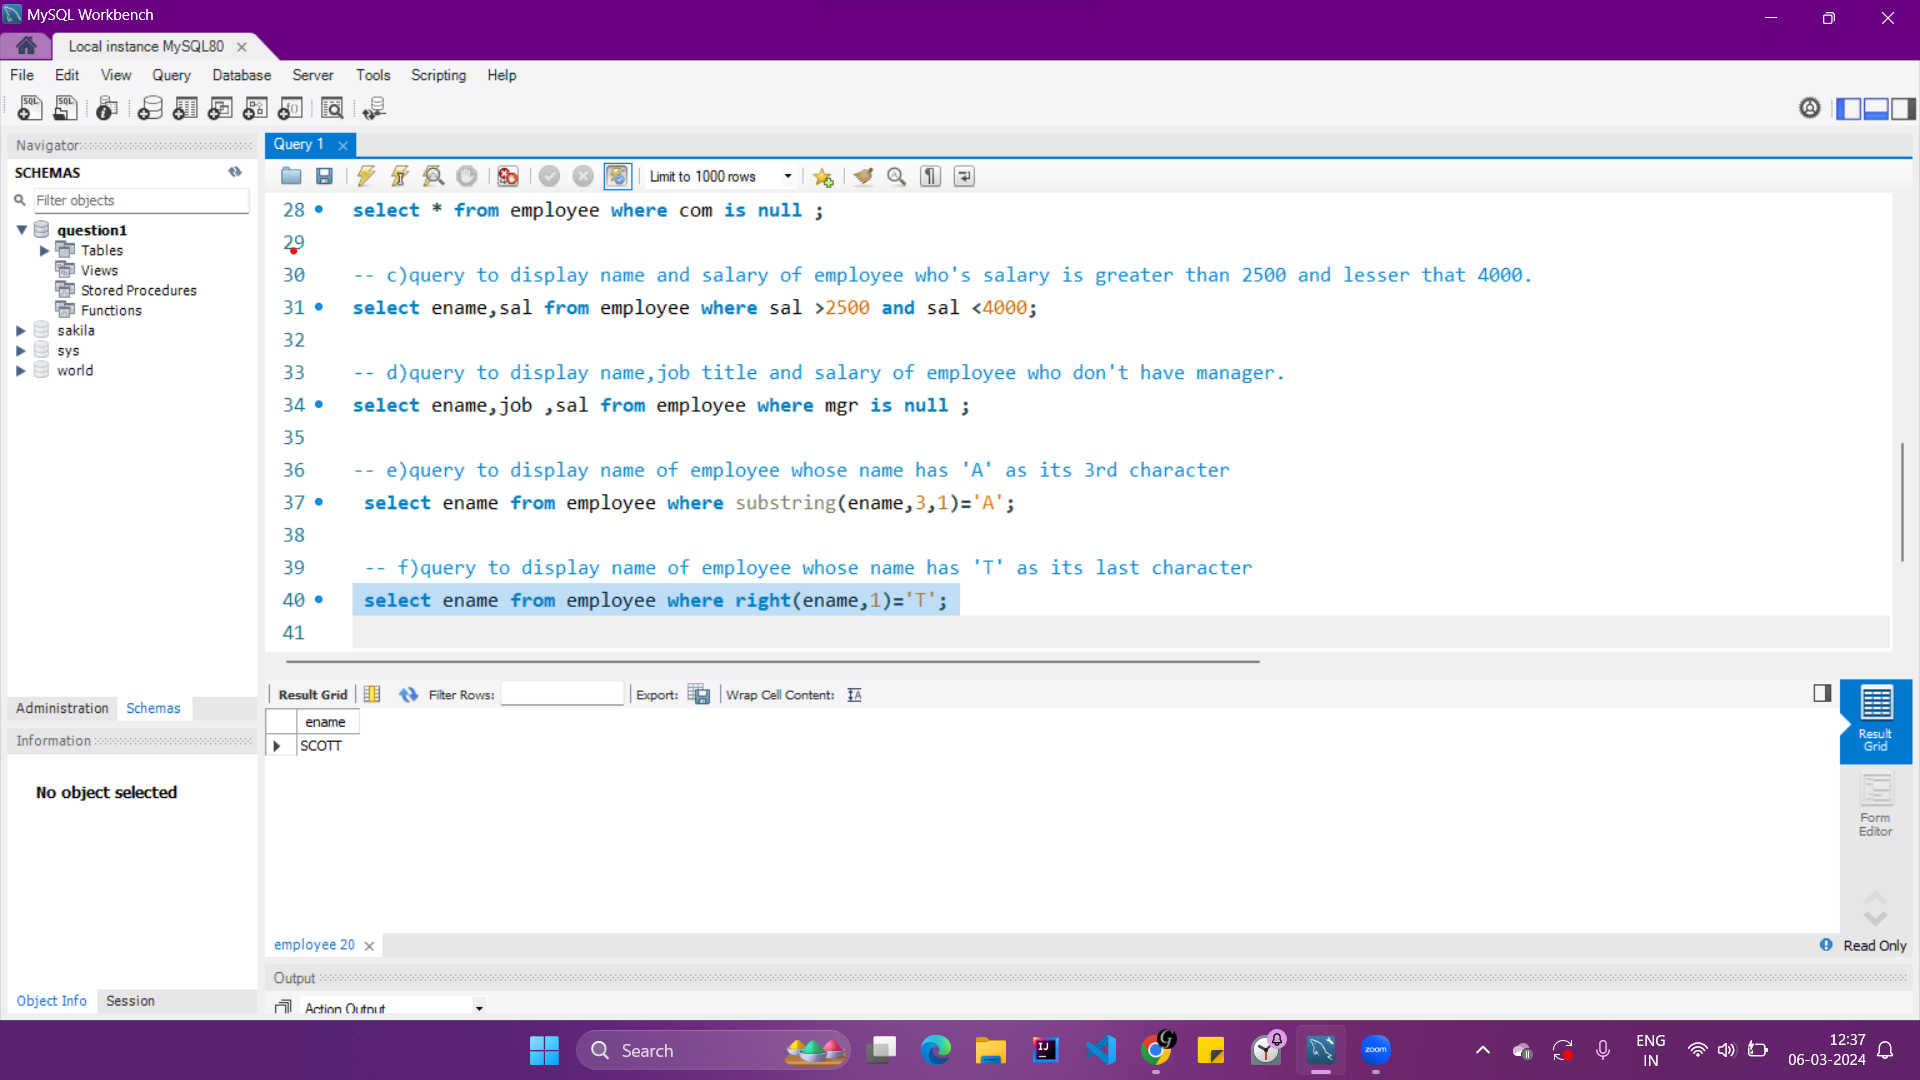 MySQL Workbench
Local instance MySQL80
File Edit View Query Database Server Tools Scripting Help
Navigator
SCHEMAS
Filter objects
question1
Tables
Views
Stored Procedures
Functions
sakila
sys
world
Administration Schemas
Information
No object selected
Object Info Session
Query 1
Limit to 1000 rows
28 select * from employee where com is null ;
29
30 -- c)query to display name and salary of employee who's salary is greater than 2500 and lesser that 4000.
31 select ename,sal from employee where sal >2500 and sal <4000;
32
33 -- d)query to display name,job title and salary of employee who don't have manager.
34 select ename,job ,sal from employee where mgr is null ;
35
36 -- e)query to display name of employee whose name has 'A' as its 3rd character
37 select ename from employee where substring(ename,3,1)='A';
38
39 -- f)query to display name of employee whose name has 'T' as its last character
40 select ename from employee where right(ename,1)='T';
41
Result Grid Filter Rows: Export: Wrap Cell Content:
ename
SCOTT
Result
Grid
Form
Editor
employee 20
Read Only
Output
Action Output
Search
zoom
ENG
IN
12:37
06-03-2024